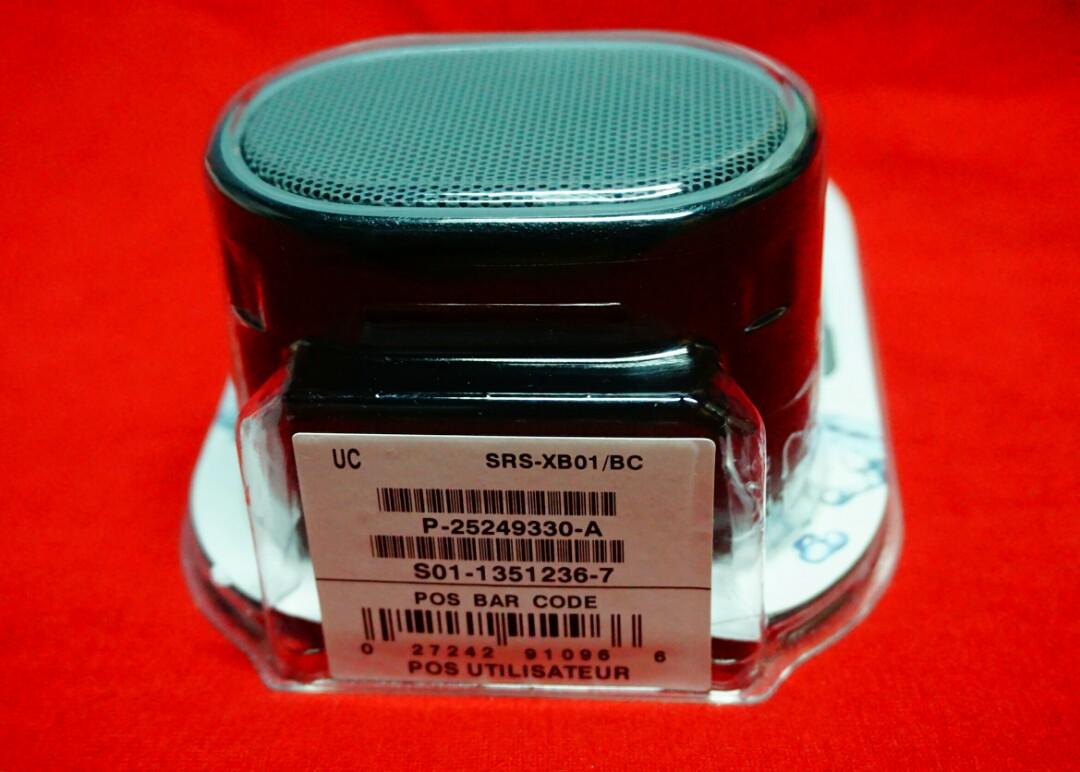 UC SRS-XB01/BC
P-25249330-A
S01-1351236-7
POS BAR CODE
0 27242 91096 6
POS UTILISATEUR